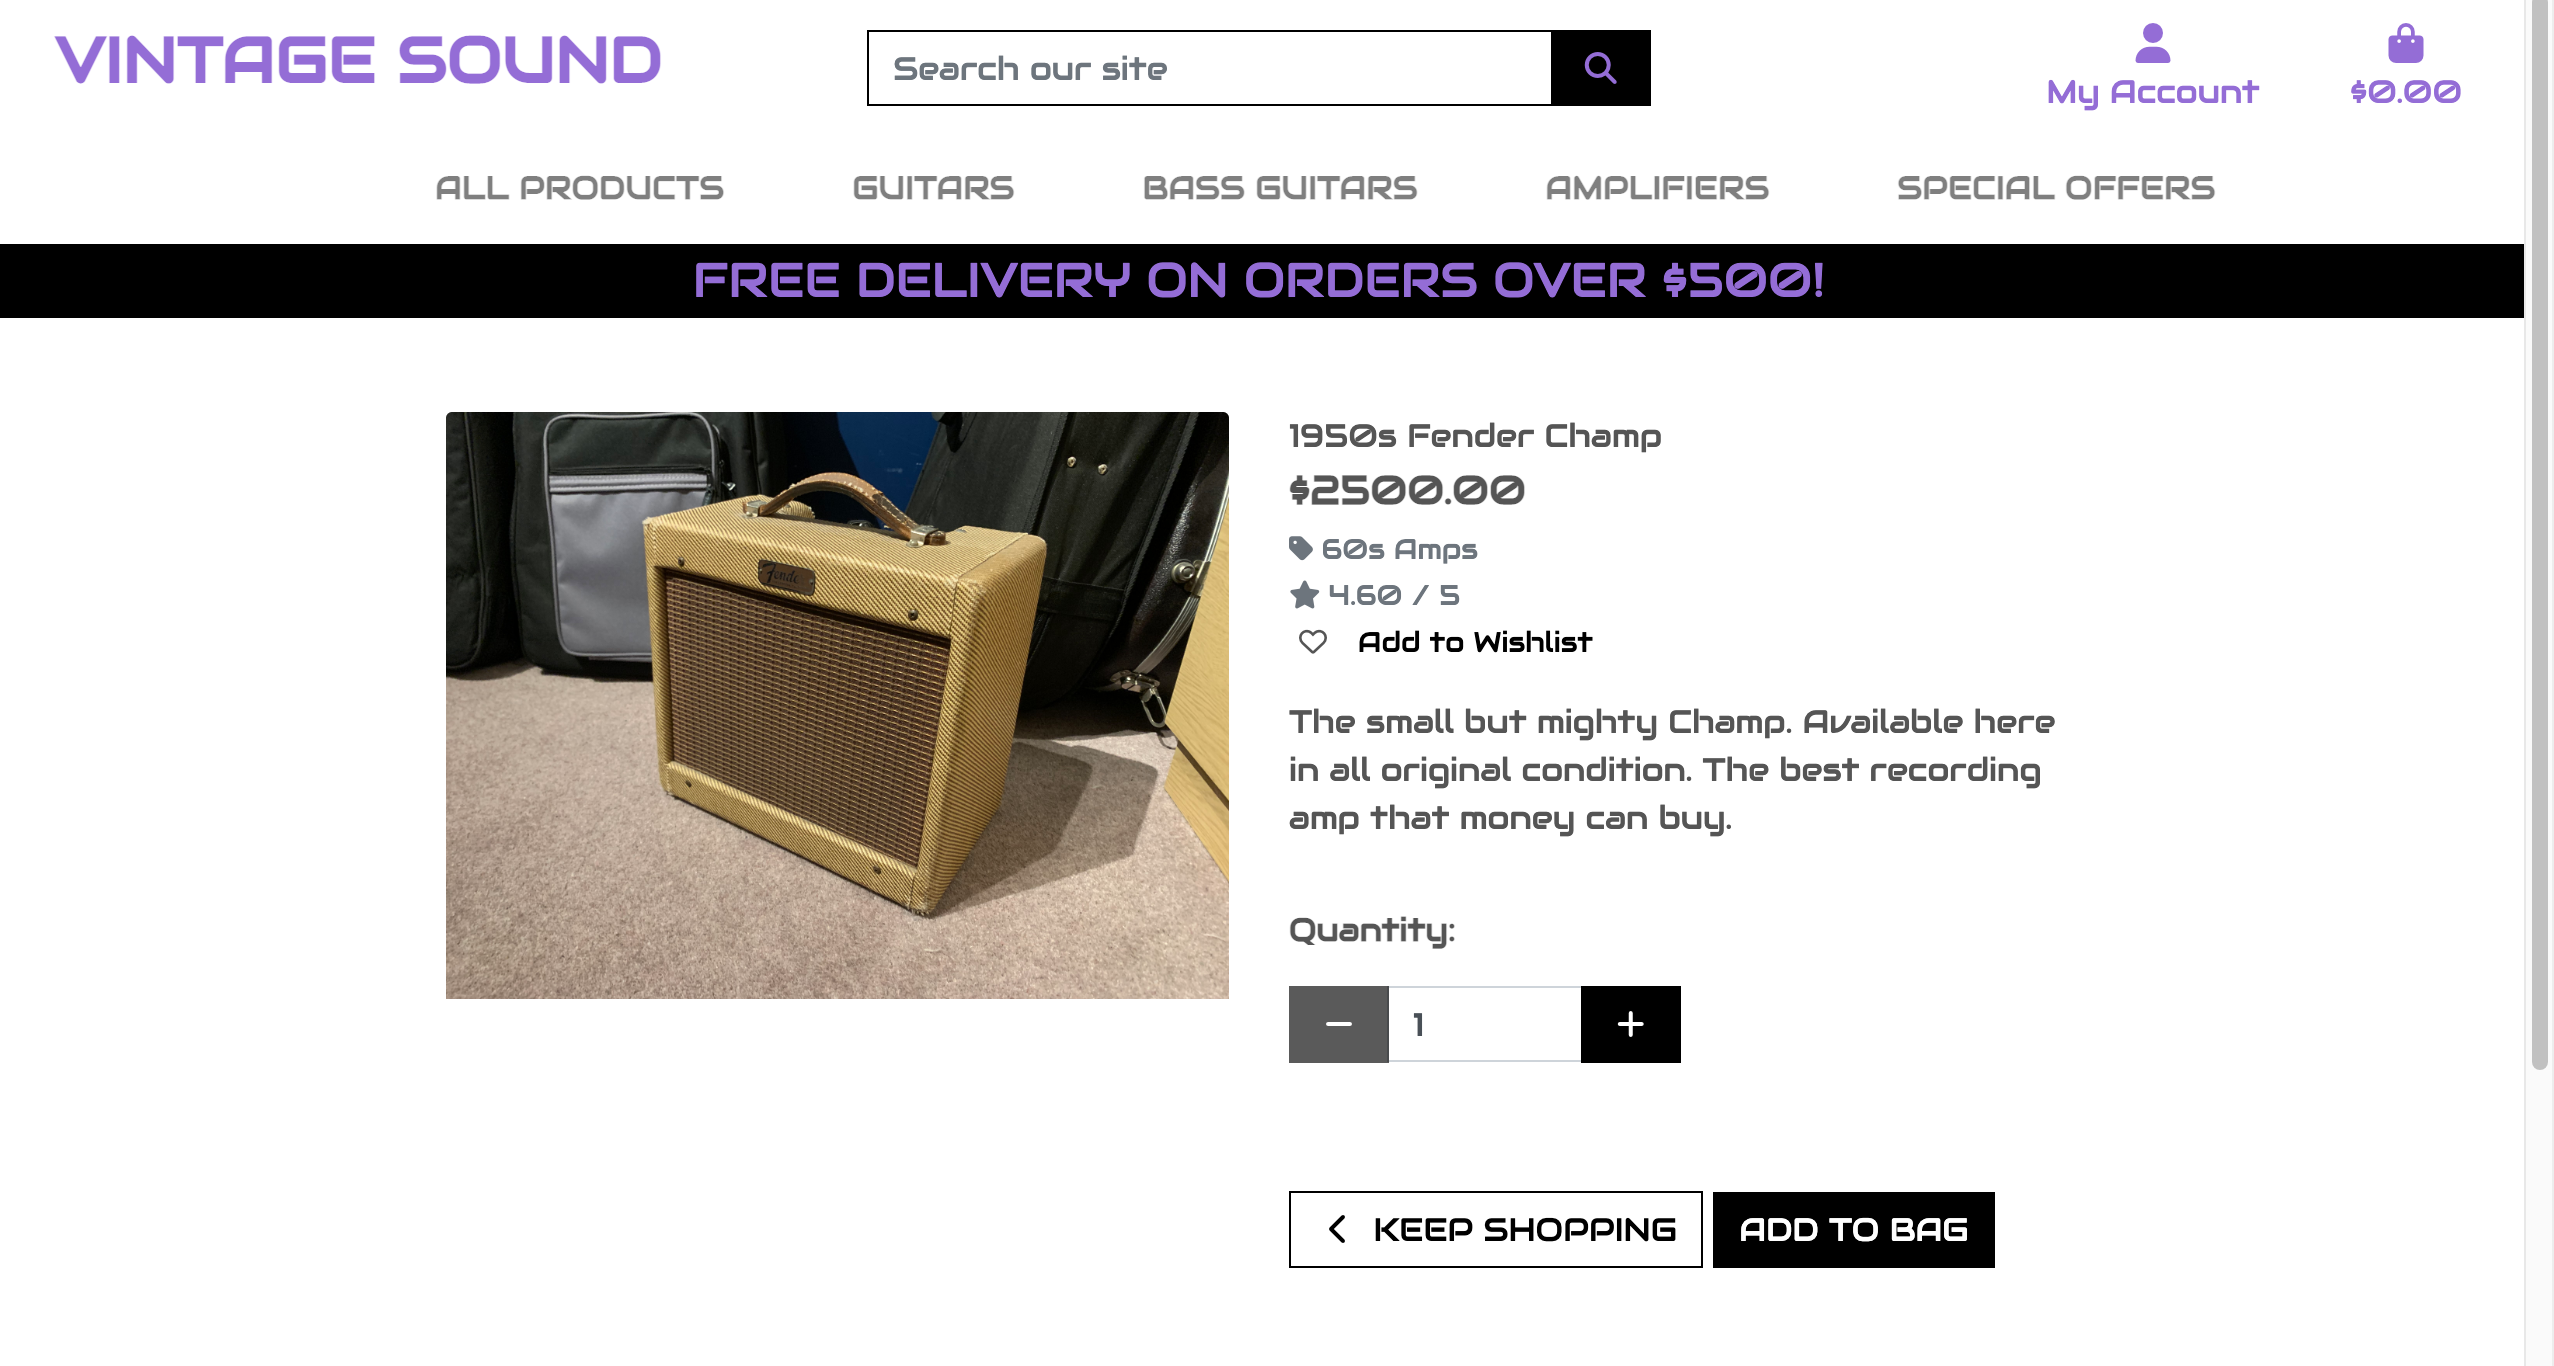 VINTAGE SOUND
Search our site
My Account
$0.00
ALL PRODUCTS
GUITARS
BASS GUITARS
AMPLIFIERS
SPECIAL OFFERS
FREE DELIVERY ON ORDERS OVER $500!
Fender
1950s Fender Champ
$2500.00
60s Amps
4.60 / 5
Add to Wishlist
The small but mighty Champ. Available here
in all original condition. The best recording
amp that money can buy.
Quantity:
1
KEEP SHOPPING
ADD TO BAG